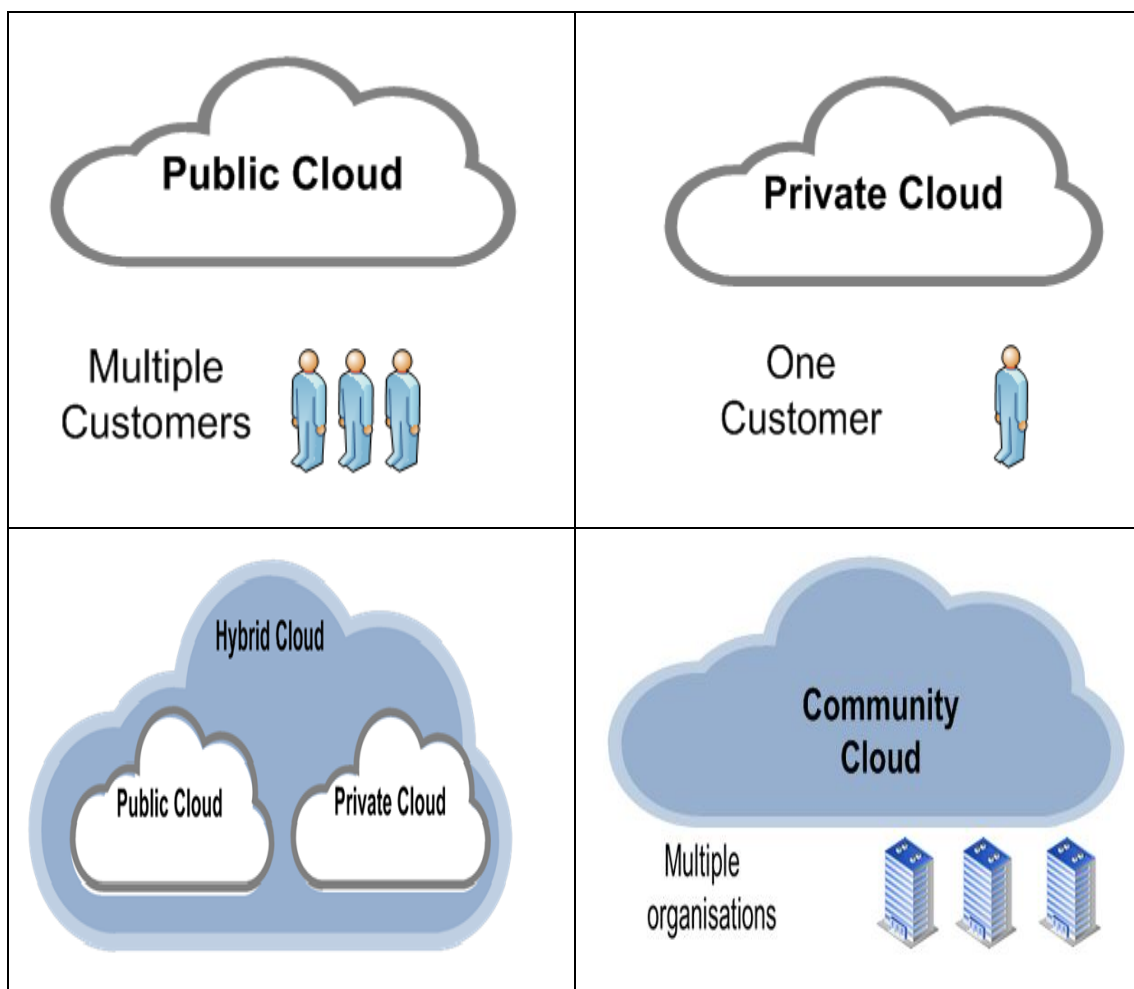 Public Cloud
Multiple
Customers
Private Cloud
One
Customer
Hybrid Cloud
Public Cloud
Private Cloud
Community
Cloud
Multiple
organisations